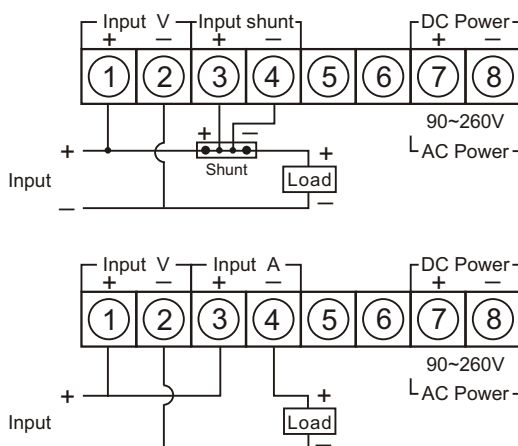 Input V Input shunt DC Power
+ − + − + −
1 2 3 4 5 6 7 8
90~260V
AC Power
+ + − +
Input Shunt Load
− −
Input V Input A DC Power
+ − + − + −
1 2 3 4 5 6 7 8
90~260V
AC Power
+ +
Input Load
−